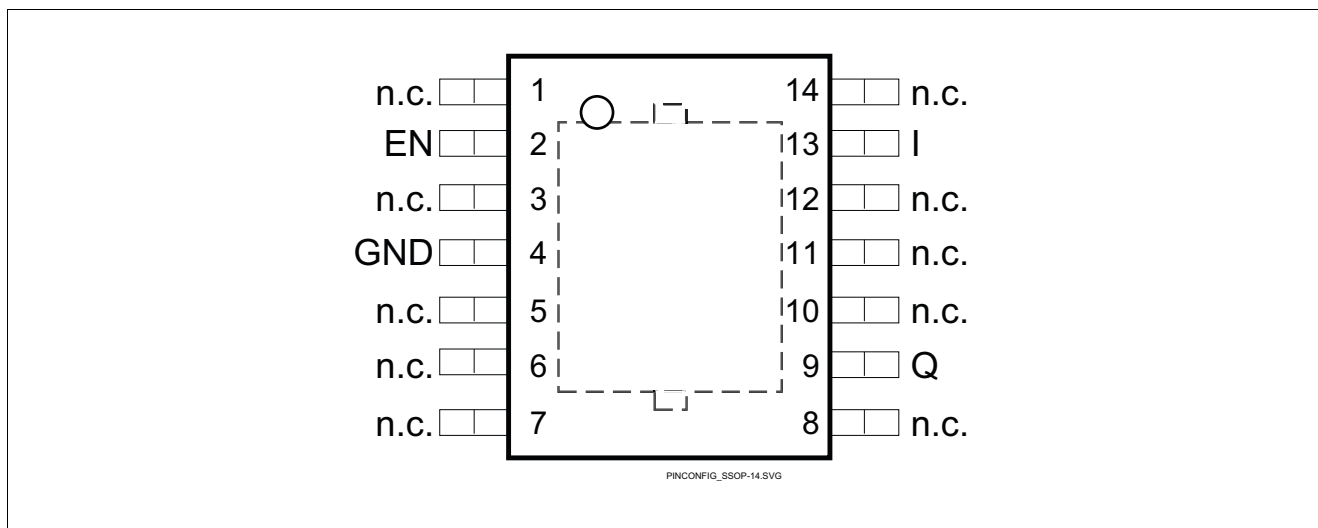 n.c. 1 14 n.c.
EN 2 13 I
n.c. 3 12 n.c.
GND 4 11 n.c.
n.c. 5 10 n.c.
n.c. 6 9 Q
n.c. 7 8 n.c.
PINCONFIG_SSOP-14.SVG